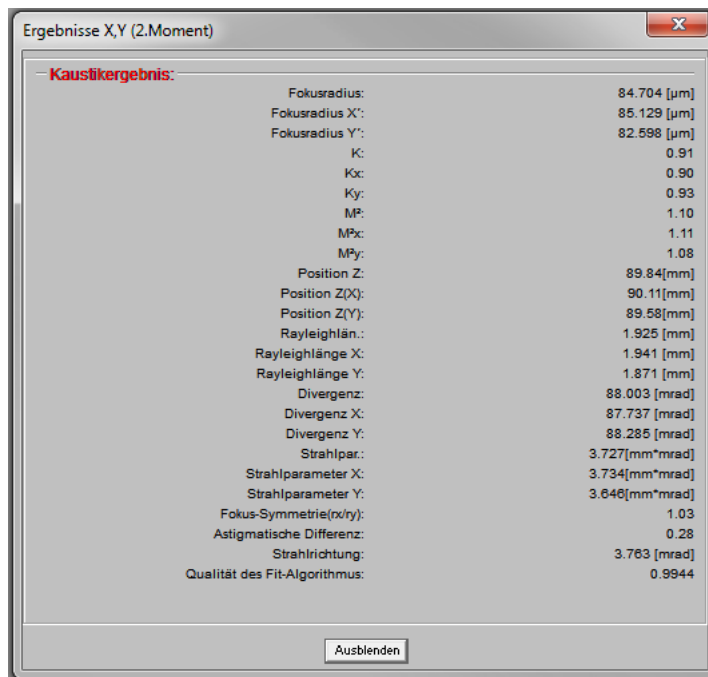 Ergebnisse X,Y (2.Moment)
Kaustikergebnis:
Fokusradius: 84.704 [µm]
Fokusradius X': 85.129 [µm]
Fokusradius Y': 82.598 [µm]
K: 0.91
Kx: 0.90
Ky: 0.93
M²: 1.10
M²x: 1.11
M²y: 1.08
Position Z: 89.84[mm]
Position Z(X): 90.11[mm]
Position Z(Y): 89.58[mm]
Rayleighlän.: 1.925 [mm]
Rayleighlänge X: 1.941 [mm]
Rayleighlänge Y: 1.871 [mm]
Divergenz: 88.003 [mrad]
Divergenz X: 87.737 [mrad]
Divergenz Y: 88.285 [mrad]
Strahlpar.: 3.727[mm*mrad]
Strahlparameter X: 3.734[mm*mrad]
Strahlparameter Y: 3.646[mm*mrad]
Fokus-Symmetrie(rx/ry): 1.03
Astigmatische Differenz: 0.28
Strahlrichtung: 3.763 [mrad]
Qualität des Fit-Algorithmus: 0.9944
Ausblenden